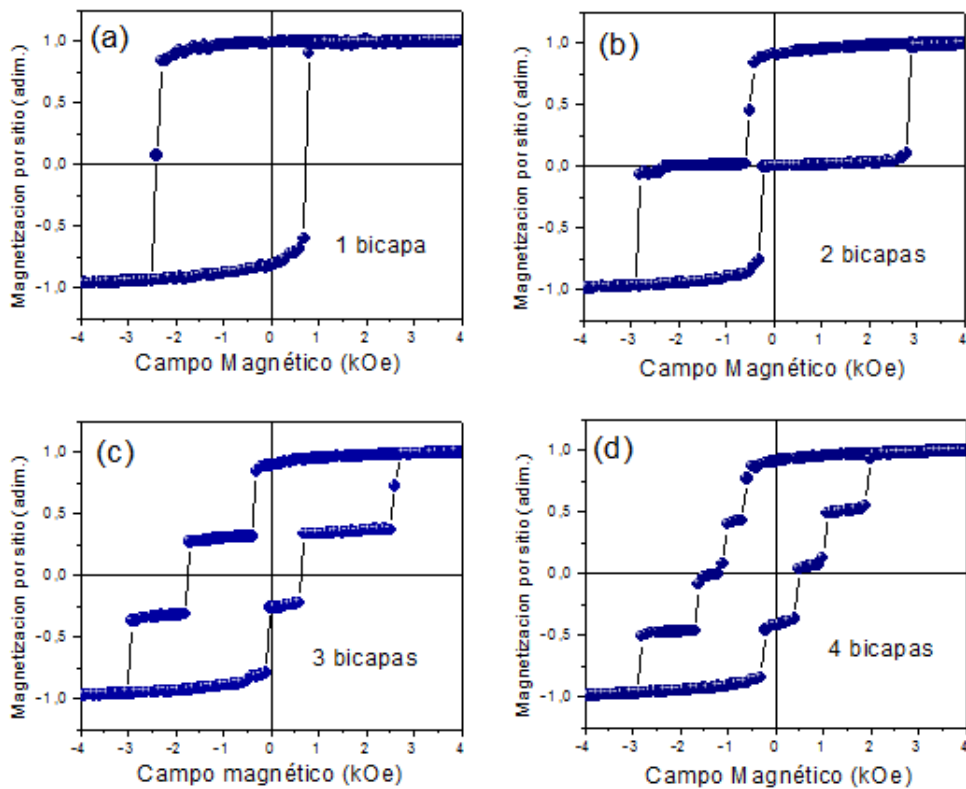 (a)
Magnetizacion por sitio (adim.)
1,0
0,5
0,0
-0,5
-1,0
1 bicapa
-4 -3 -2 -1 0 1 2 3 4
Campo Magnético (kOe)
(b)
Magnetizacion por sitio (adim.)
1,0
0,5
0,0
-0,5
-1,0
2 bicapas
-4 -3 -2 -1 0 1 2 3 4
Campo Magnético (kOe)
(c)
Magnetizacion por sitio (adim.)
1,0
0,5
0,0
-0,5
-1,0
3 bicapas
-4 -3 -2 -1 0 1 2 3 4
Campo magnético (kOe)
(d)
Magnetizacion por sitio (adim.)
1,0
0,5
0,0
-0,5
-1,0
4 bicapas
-4 -3 -2 -1 0 1 2 3 4
Campo Magnético (kOe)